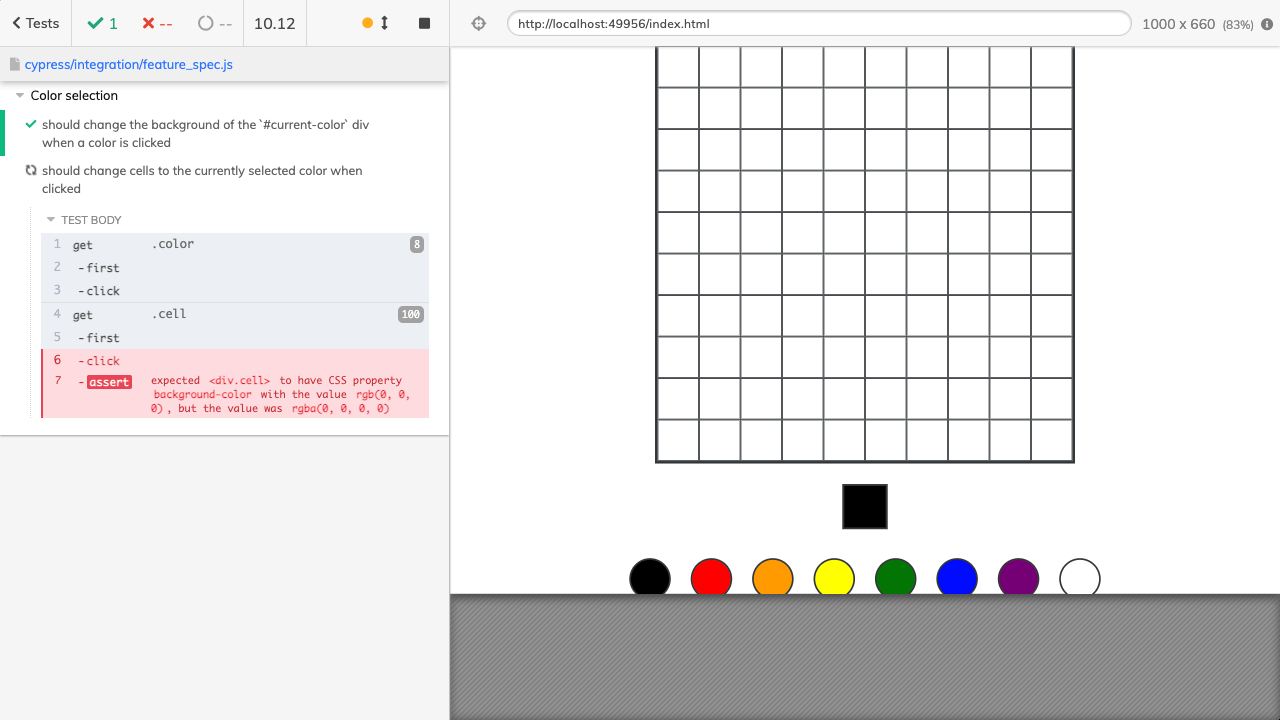 Tests
1
--
--
10.12
http://localhost:49956/index.html
1000 x 660 (83%)
cypress/integration/feature_spec.js
Color selection
should change the background of the `#current-color` div
when a color is clicked
should change cells to the currently selected color when
clicked
TEST BODY
1 get .color 8
2 -first
3 -click
4 get .cell 100
5 -first
6 -click
7 -assert expected <div.cell> to have CSS property
background-color with the value rgb(0, 0,
0), but the value was rgba(0, 0, 0, 0)